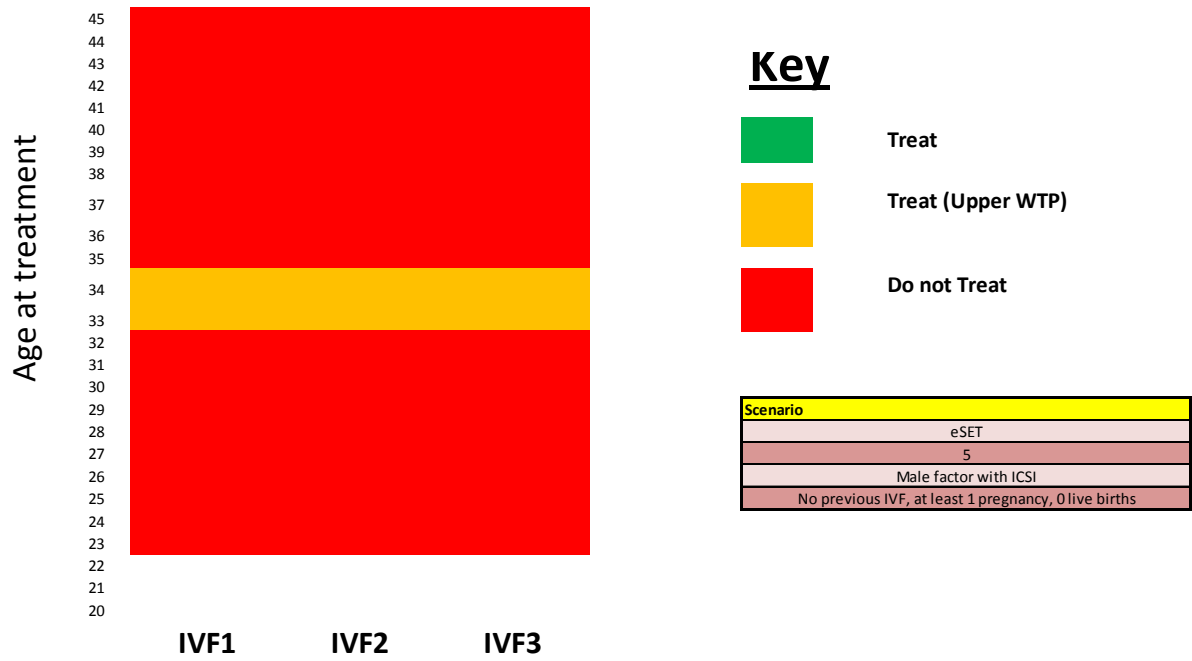 Age at treatment
45
44
43
42
41
40
39
38
37
36
35
34
33
32
31
30
29
28
27
26
25
24
23
22
21
20
IVF1 IVF2 IVF3
Key
Treat
Treat (Upper WTP)
Do not Treat
Scenario
eSET
5
Male factor with ICSI
No previous IVF, at least 1 pregnancy, 0 live births